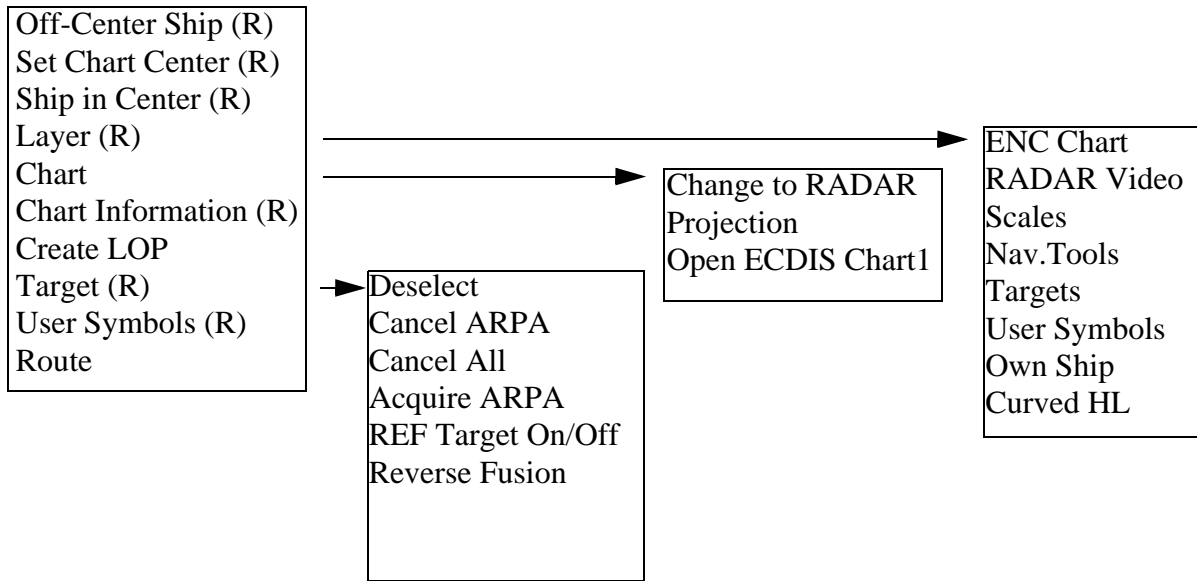 Off-Center Ship (R)
Set Chart Center (R)
Ship in Center (R)
Layer (R)
Chart
Chart Information (R)
Create LOP
Target (R)
User Symbols (R)
Route
Deselect
Cancel ARPA
Cancel All
Acquire ARPA
REF Target On/Off
Reverse Fusion
Change to RADAR
Projection
Open ECDIS Chart1
ENC Chart
RADAR Video
Scales
Nav.Tools
Targets
User Symbols
Own Ship
Curved HL